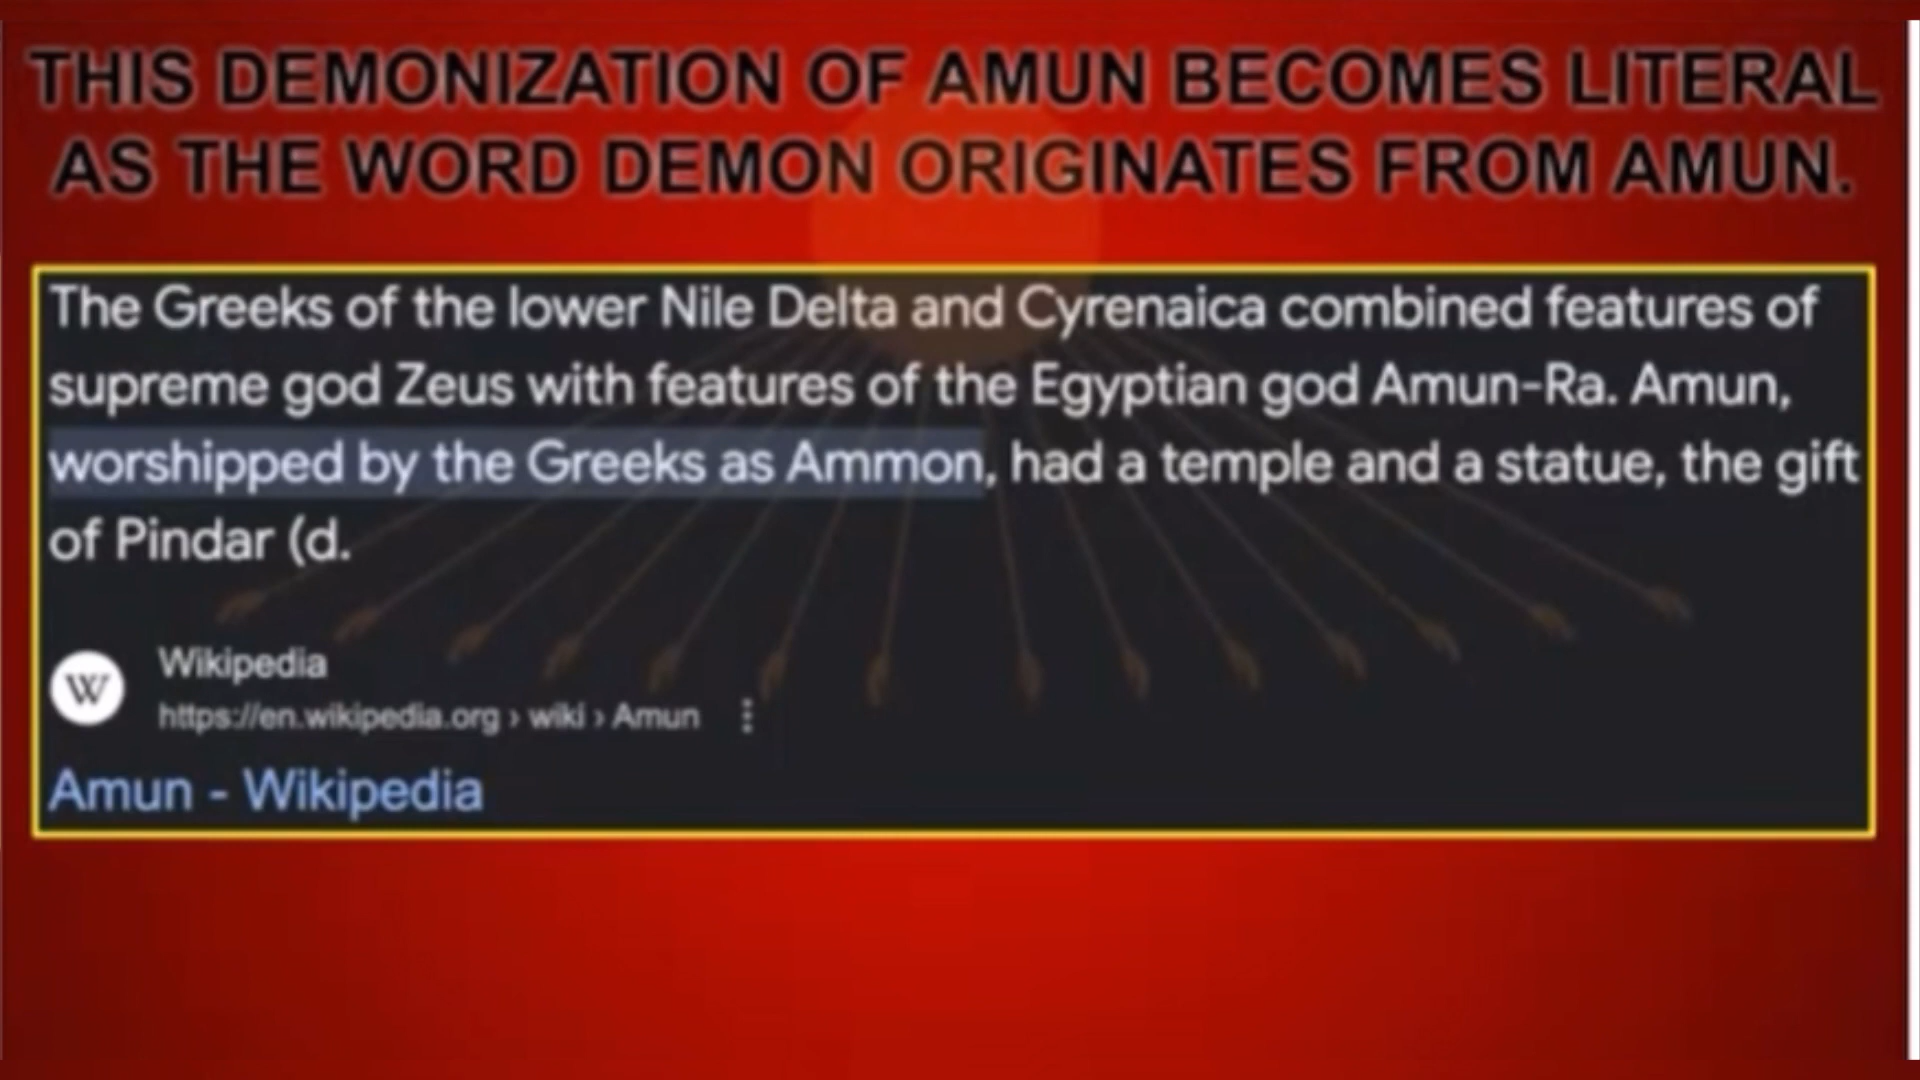 THIS DEMONIZATION OF AMUN BECOMES LITERAL
AS THE WORD DEMON ORIGINATES FROM AMUN.
The Greeks of the lower Nile Delta and Cyrenaica combined features of
supreme god Zeus with features of the Egyptian god Amun-Ra. Amun,
worshipped by the Greeks as Ammon, had a temple and a statue, the gift
of Pindar (d.
W
Wikipedia
https://en.wikipedia.org › wiki › Amun
Amun - Wikipedia